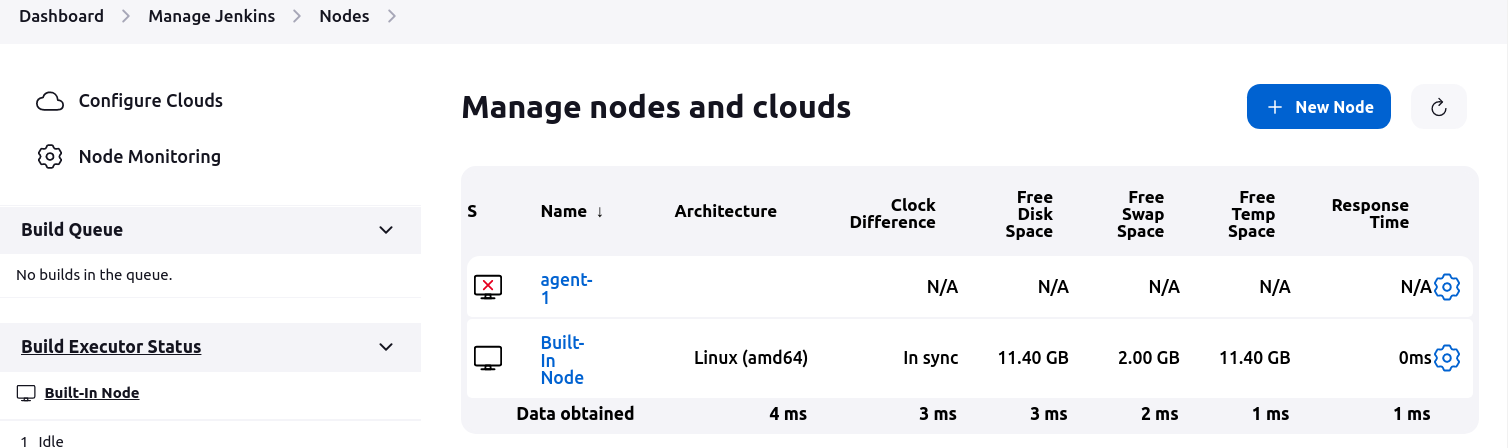 Dashboard > Manage Jenkins > Nodes >
Configure Clouds
Node Monitoring
Build Queue
No builds in the queue.
Build Executor Status
Built-In Node
1 Idle
Manage nodes and clouds
+ New Node
S Name ↓ Architecture Clock Difference Free Disk Space Free Swap Space Free Temp Space Response Time
agent-1 N/A N/A N/A N/A N/A
Built-In Node Linux (amd64) In sync 11.40 GB 2.00 GB 11.40 GB 0ms
Data obtained 4 ms 3 ms 3 ms 2 ms 1 ms 1 ms